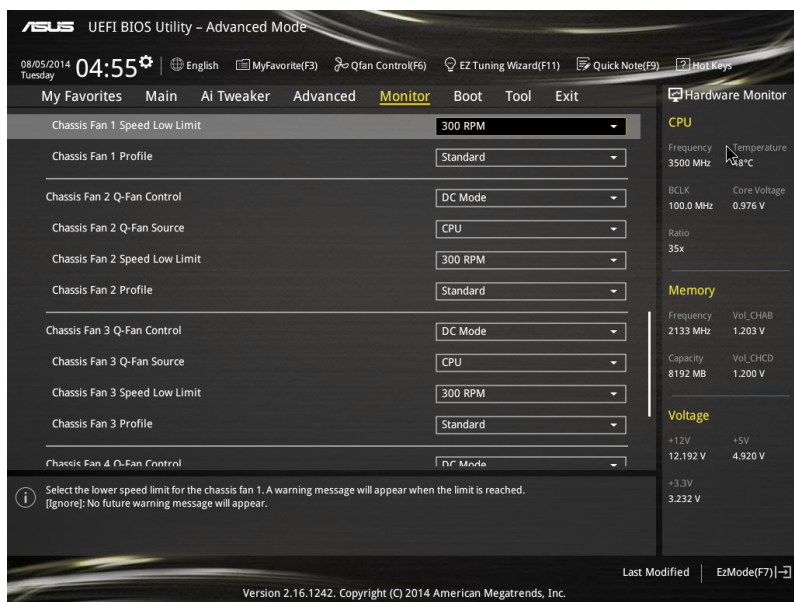 ASUS UEFI BIOS Utility – Advanced Mode
08/05/2014 Tuesday 04:55 English MyFavorite(F3) Qfan Control(F6) EZ Tuning Wizard(F11) Quick Note(F9) ? Hot Keys
My Favorites Main Ai Tweaker Advanced Monitor Boot Tool Exit
Chassis Fan 1 Speed Low Limit 300 RPM
Chassis Fan 1 Profile Standard
Chassis Fan 2 Q-Fan Control DC Mode
Chassis Fan 2 Q-Fan Source CPU
Chassis Fan 2 Speed Low Limit 300 RPM
Chassis Fan 2 Profile Standard
Chassis Fan 3 Q-Fan Control DC Mode
Chassis Fan 3 Q-Fan Source CPU
Chassis Fan 3 Speed Low Limit 300 RPM
Chassis Fan 3 Profile Standard
Chassis Fan 4 Q-Fan Control DC Mode
Select the lower speed limit for the chassis fan 1. A warning message will appear when the limit is reached.
[Ignore]: No future warning message will appear.
Hardware Monitor
CPU
Frequency Temperature
3500 MHz 48°C
BCLK Core Voltage
100.0 MHz 0.976 V
Ratio
35x
Memory
Frequency Vol_CHAB
2133 MHz 1.203 V
Capacity Vol_CHCD
8192 MB 1.200 V
Voltage
+12V +5V
12.192 V 4.920 V
+3.3V
3.232 V
Last Modified EzMode(F7)
Version 2.16.1242. Copyright (C) 2014 American Megatrends, Inc.